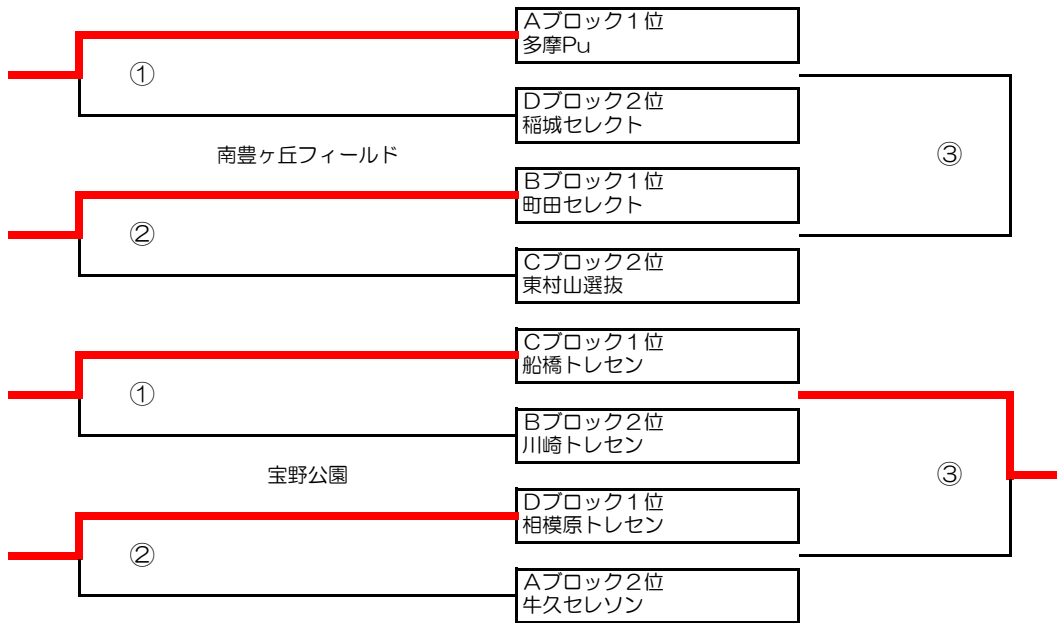 Aブロック1位
多摩Pu
①
Dブロック2位
稲城セレクト
南豊ヶ丘フィールド
③
Bブロック1位
町田セレクト
②
Cブロック2位
東村山選抜
Cブロック1位
船橋トレセン
①
Bブロック2位
川崎トレセン
宝野公園
③
Dブロック1位
相模原トレセン
②
Aブロック2位
牛久セレソン